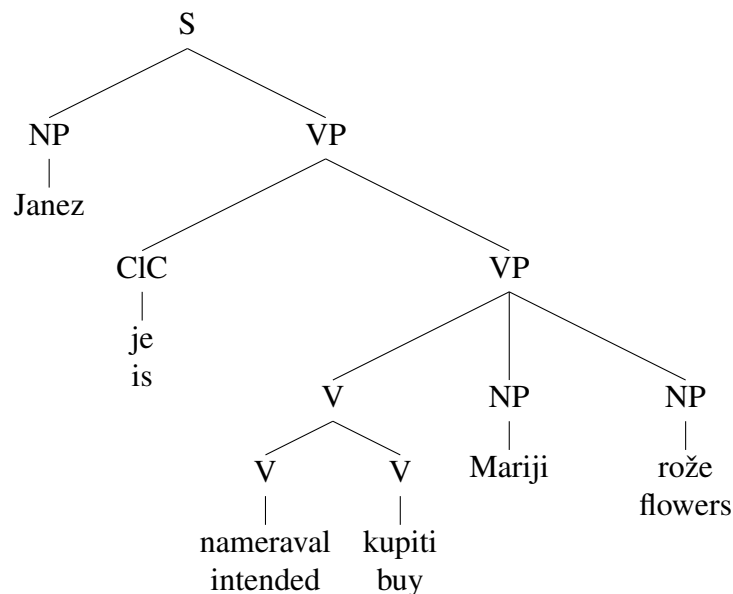 S
NP VP
Janez
ClC VP
je
is
V NP NP
V V Mariji rože
flowers
nameraval kupiti
intended buy